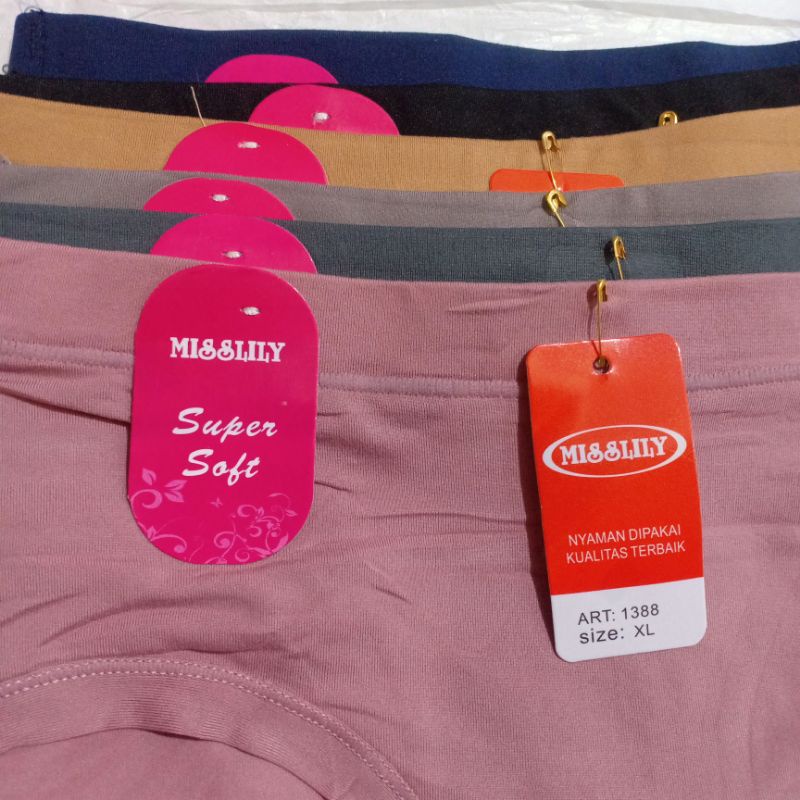 MISSLILY
Super
Soft
MISSLILY
NYAMAN DIPAKAI
KUALITAS TERBAIK
ART: 1388
size: XL